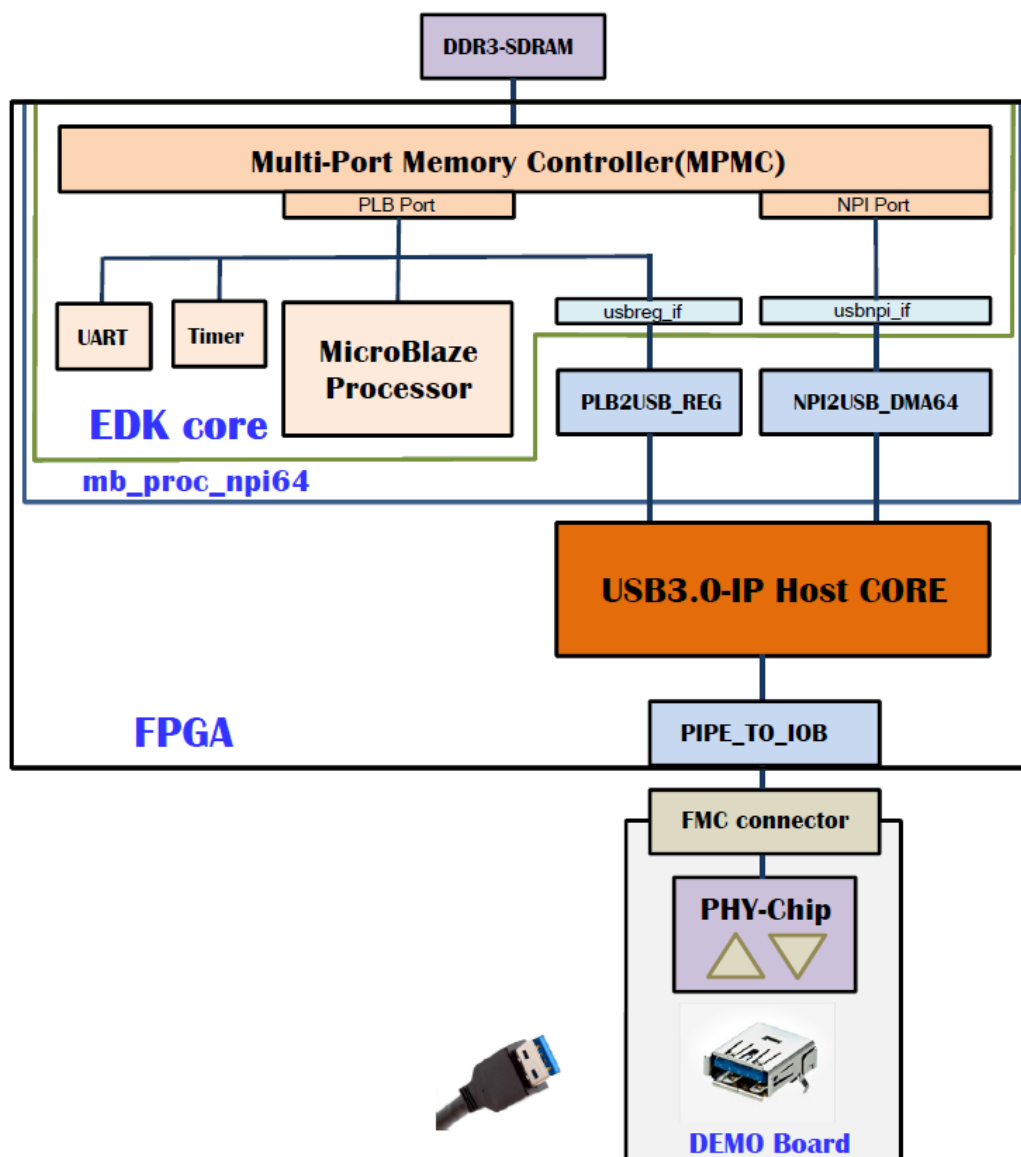 DDR3-SDRAM
Multi-Port Memory Controller(MPMC)
PLB Port
NPI Port
usbreg_if
usbnpi_if
UART
Timer
MicroBlaze
Processor
PLB2USB_REG
NPI2USB_DMA64
EDK core
mb_proc_npi64
USB3.0-IP Host CORE
PIPE_TO_IOB
FPGA
FMC connector
PHY-Chip
DEMO Board